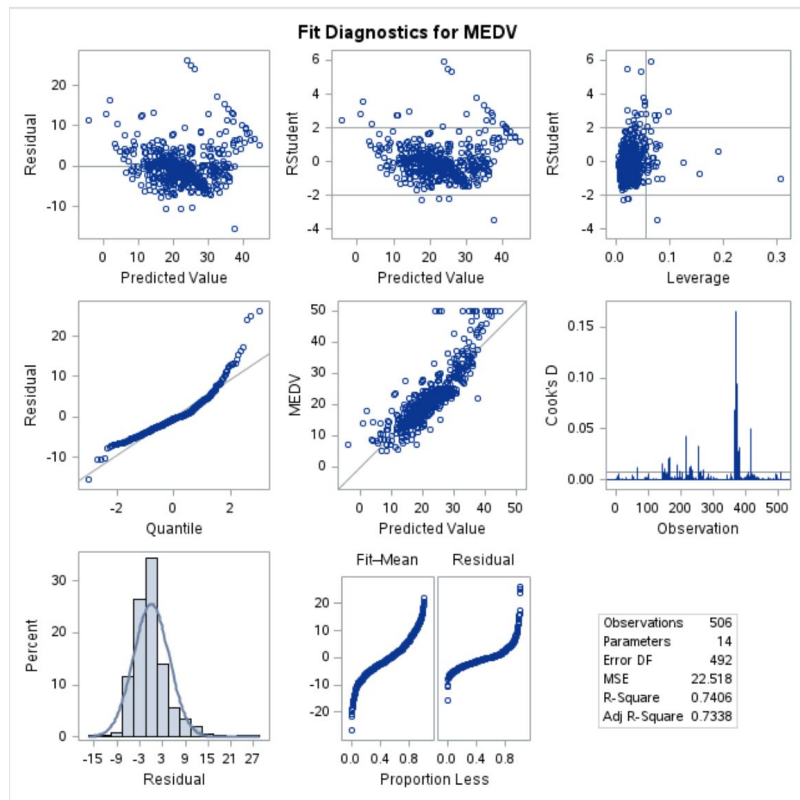 Fit Diagnostics for MEDV
Residual
20
10
0
-10
0 10 20 30 40
Predicted Value
RStudent
6
4
2
0
-2
-4
0 10 20 30 40
Predicted Value
RStudent
6
4
2
0
-2
-4
0.0 0.1 0.2 0.3
Leverage
Residual
20
10
0
-10
-2 0 2
Quantile
MEDV
50
40
30
20
10
0
0 10 20 30 40 50
Predicted Value
Cook's D
0.15
0.10
0.05
0.00
0 100 200 300 400 500
Observation
Percent
30
20
10
0
-15 -9 -3 3 9 15 21 27
Residual
Fit–Mean Residual
20
10
0
-10
-20
0.0 0.4 0.8 0.0 0.4 0.8
Proportion Less
Observations 506
Parameters 14
Error DF 492
MSE 22.518
R-Square 0.7406
Adj R-Square 0.7338